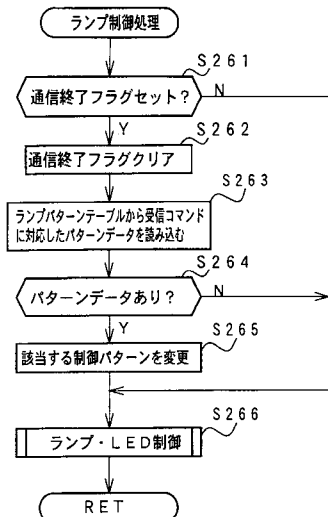 ランプ制御処理
S261
通信終了フラグセット?
N
Y
S262
通信終了フラグクリア
S263
ランプパターンテーブルから受信コマンド
に対応したパターンデータを読み込む
S264
パターンデータあり?
N
Y
S265
該当する制御パターンを変更
S266
ランプ・LED制御
RET